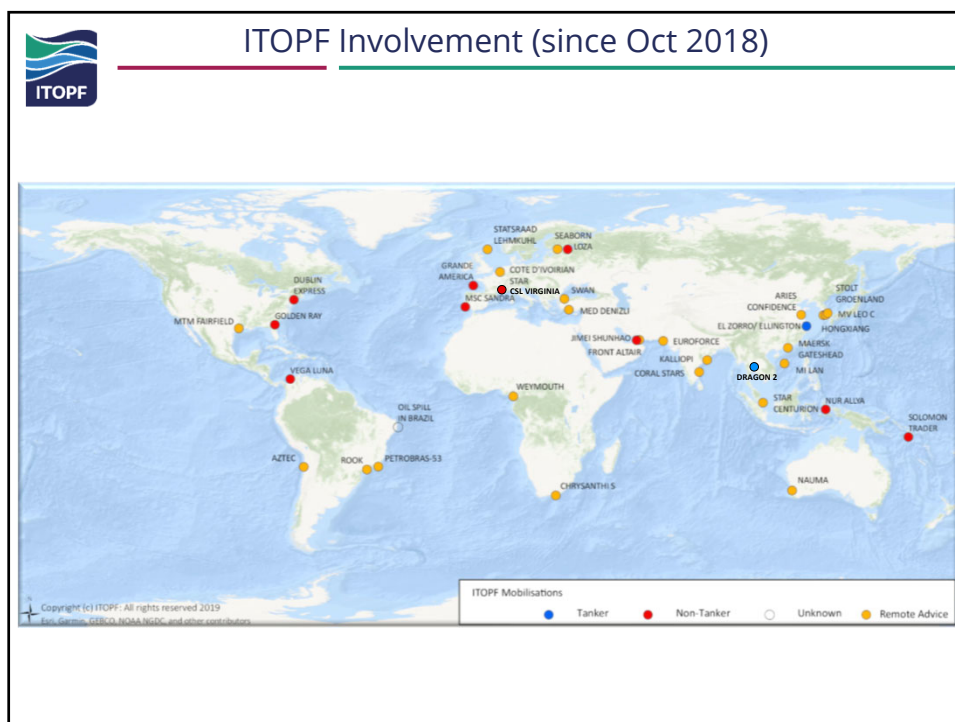 ITOPF Involvement (since Oct 2018)
ITOPF
STATSRAAD
LEHMKUHL
SEABORN
LOZA
GRANDE
AMERICA
COTE D'IVOIRIAN
STAR
CSL VIRGINIA
MSC SANDRA
SWAN
MED DENIZLI
DUBLIN
EXPRESS
MTM FAIRFIELD
GOLDEN RAY
VEGA LUNA
ARIES
CONFIDENCE
STOLT
GROENLAND
MV LEO C
EL ZORRO/ ELLINGTON
HONGXIANG
JIMEI SHUNHAO
FRONT ALTAIR
EUROFORCE
KALLIOPI
CORAL STARS
MAERSK
GATESHEAD
MI LAN
DRAGON 2
WEYMOUTH
STAR
CENTURION
NUR ALLYA
SOLOMON
TRADER
OIL SPILL
IN BRAZIL
AZTEC
ROOK
PETROBRAS-53
CHRYSANTHI S
NAUMA
N
Copyright (c) ITOPF: All rights reserved 2019
Esri, Garmin, GEBCO, NOAA NGDC, and other contributors
ITOPF Mobilisations
Tanker
Non-Tanker
Unknown
Remote Advice